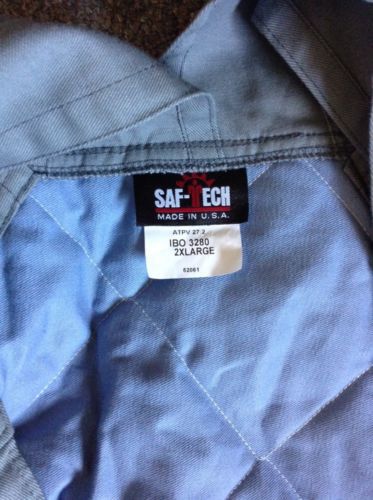 SAF-TECH
MADE IN U.S.A.
ATPV 27.2
IBO 3280
2XLARGE
52061